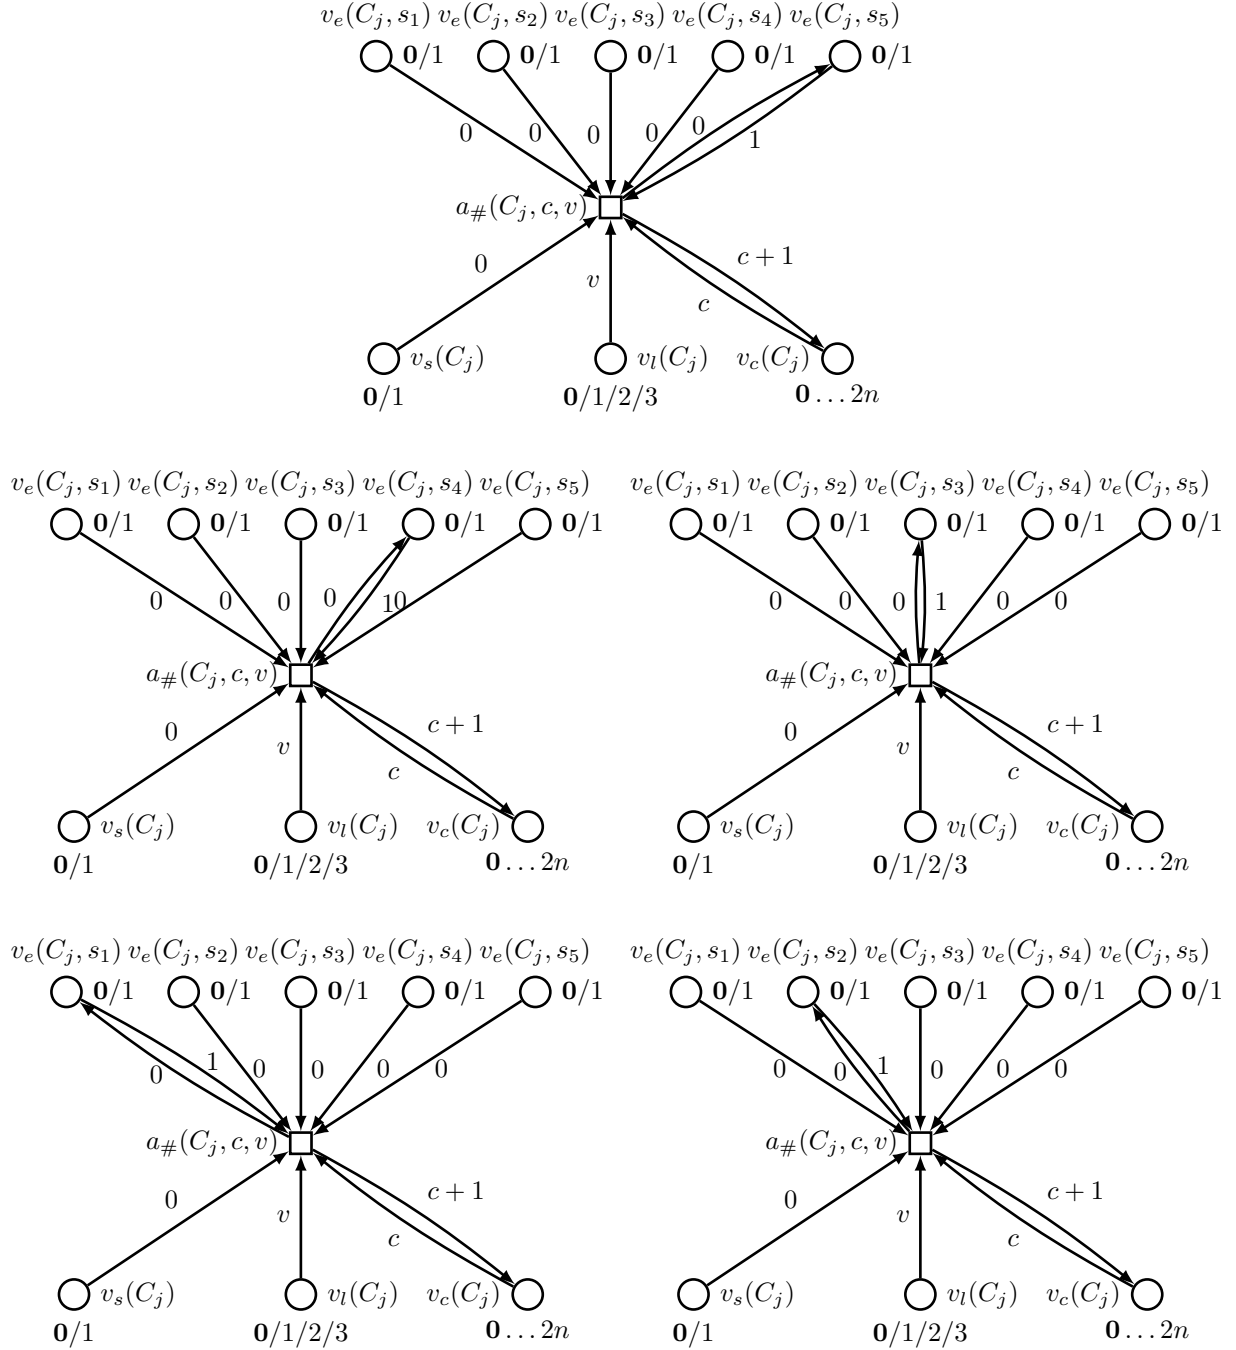 v_e(C_j, s_1) v_e(C_j, s_2) v_e(C_j, s_3) v_e(C_j, s_4) v_e(C_j, s_5)
0/1 0/1 0/1 0/1 0/1
0 0 0 0 0 1
a_#(C_j, c, v)
0 v c + 1 c
v_s(C_j) v_l(C_j) v_c(C_j)
0/1 0/1/2/3 0...2n
v_e(C_j, s_1) v_e(C_j, s_2) v_e(C_j, s_3) v_e(C_j, s_4) v_e(C_j, s_5)
0/1 0/1 0/1 0/1 0/1
0 0 0 0 1 0
a_#(C_j, c, v)
0 v c + 1 c
v_s(C_j) v_l(C_j) v_c(C_j)
0/1 0/1/2/3 0...2n
v_e(C_j, s_1) v_e(C_j, s_2) v_e(C_j, s_3) v_e(C_j, s_4) v_e(C_j, s_5)
0/1 0/1 0/1 0/1 0/1
0 0 0 1 0 0
a_#(C_j, c, v)
0 v c + 1 c
v_s(C_j) v_l(C_j) v_c(C_j)
0/1 0/1/2/3 0...2n
v_e(C_j, s_1) v_e(C_j, s_2) v_e(C_j, s_3) v_e(C_j, s_4) v_e(C_j, s_5)
0/1 0/1 0/1 0/1 0/1
0 1 0 0 0 0
a_#(C_j, c, v)
0 v c + 1 c
v_s(C_j) v_l(C_j) v_c(C_j)
0/1 0/1/2/3 0...2n
v_e(C_j, s_1) v_e(C_j, s_2) v_e(C_j, s_3) v_e(C_j, s_4) v_e(C_j, s_5)
0/1 0/1 0/1 0/1 0/1
0 0 1 0 0 0
a_#(C_j, c, v)
0 v c + 1 c
v_s(C_j) v_l(C_j) v_c(C_j)
0/1 0/1/2/3 0...2n